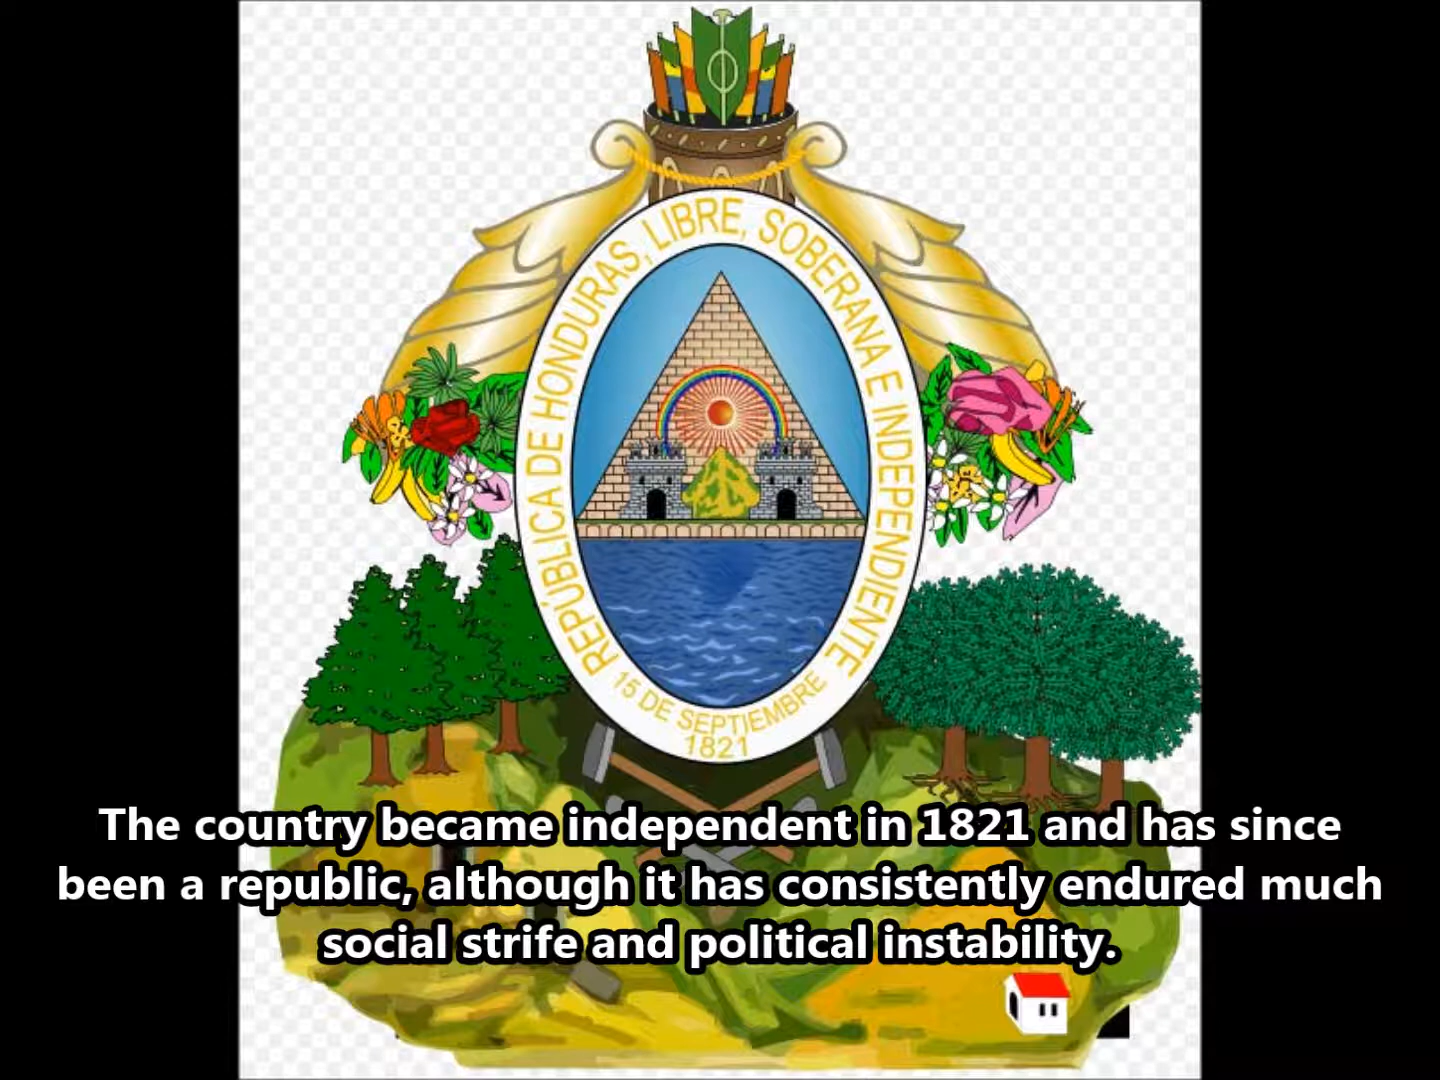 REPÚBLICA DE HONDURAS, LIBRE, SOBERANA E INDEPENDIENTE
15 DE SEPTIEMBRE
1821
The country became independent in 1821 and has since
been a republic, although it has consistently endured much
social strife and political instability.